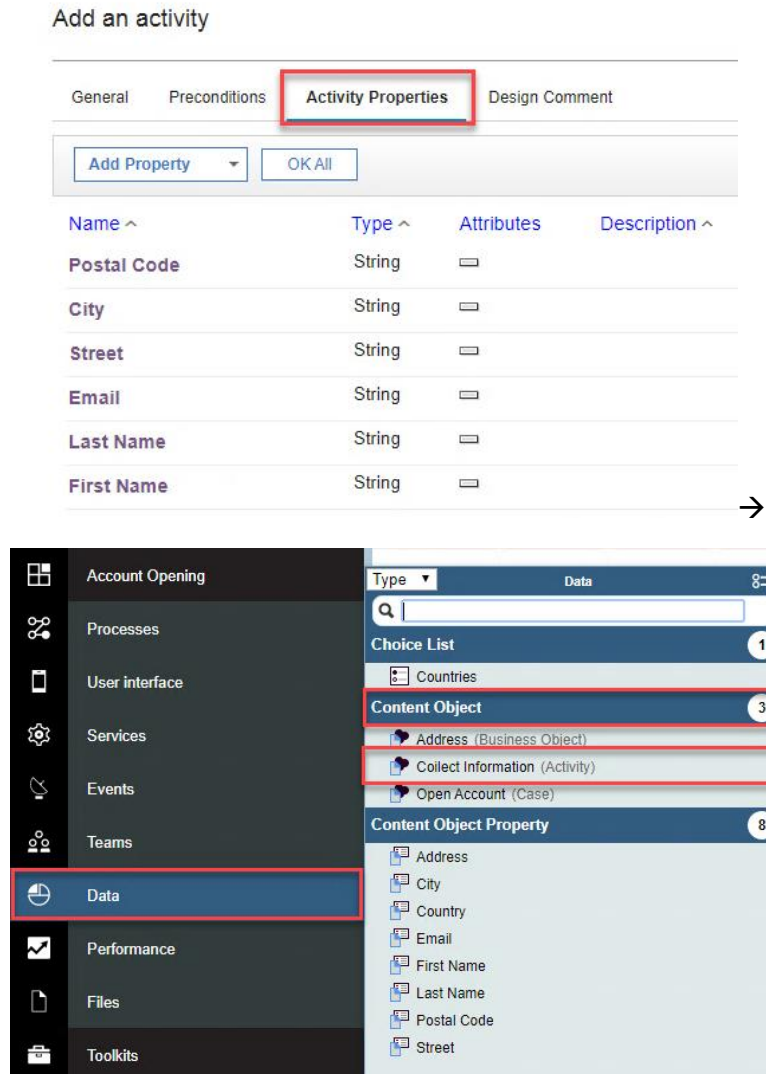 Add an activity
General Preconditions Activity Properties Design Comment
Add Property OK All
Name Type Attributes Description
Postal Code String
City String
Street String
Email String
Last Name String
First Name String
→
Account Opening
Processes
User interface
Services
Events
Teams
Data
Performance
Files
Toolkits
Type Data
Choice List 1
Countries
Content Object 3
Address (Business Object)
Collect Information (Activity)
Open Account (Case)
Content Object Property 8
Address
City
Country
Email
First Name
Last Name
Postal Code
Street